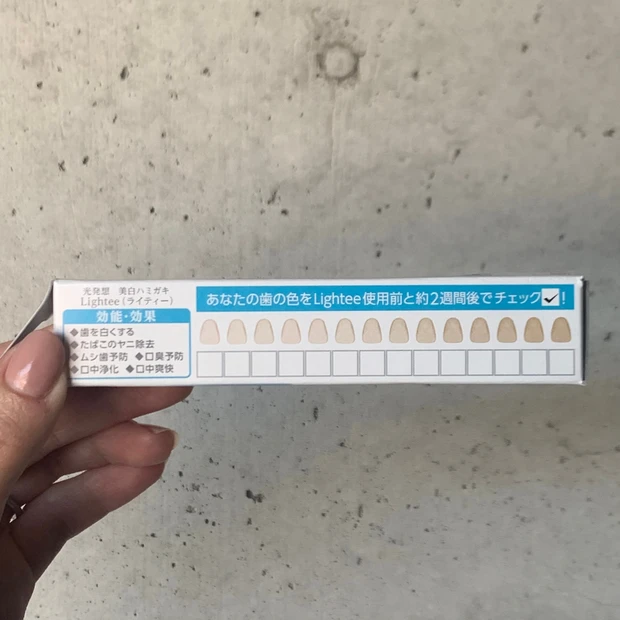 光発想 美白ハミガキ
Lightee(ライティー)
効能・効果
◆歯を白くする
◆たばこのヤニ除去
◆ムシ歯予防 ◆口臭予防
◆口中浄化 ◆口中爽快
あなたの歯の色をLightee使用前と約2週間後でチェック✓!